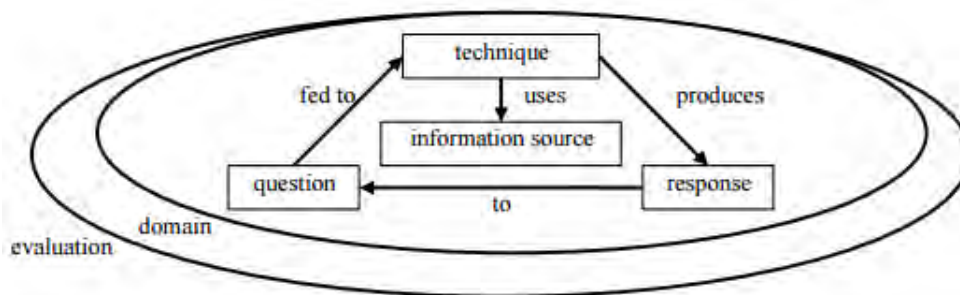 technique
fed to
uses
produces
information source
question
response
to
domain
evaluation